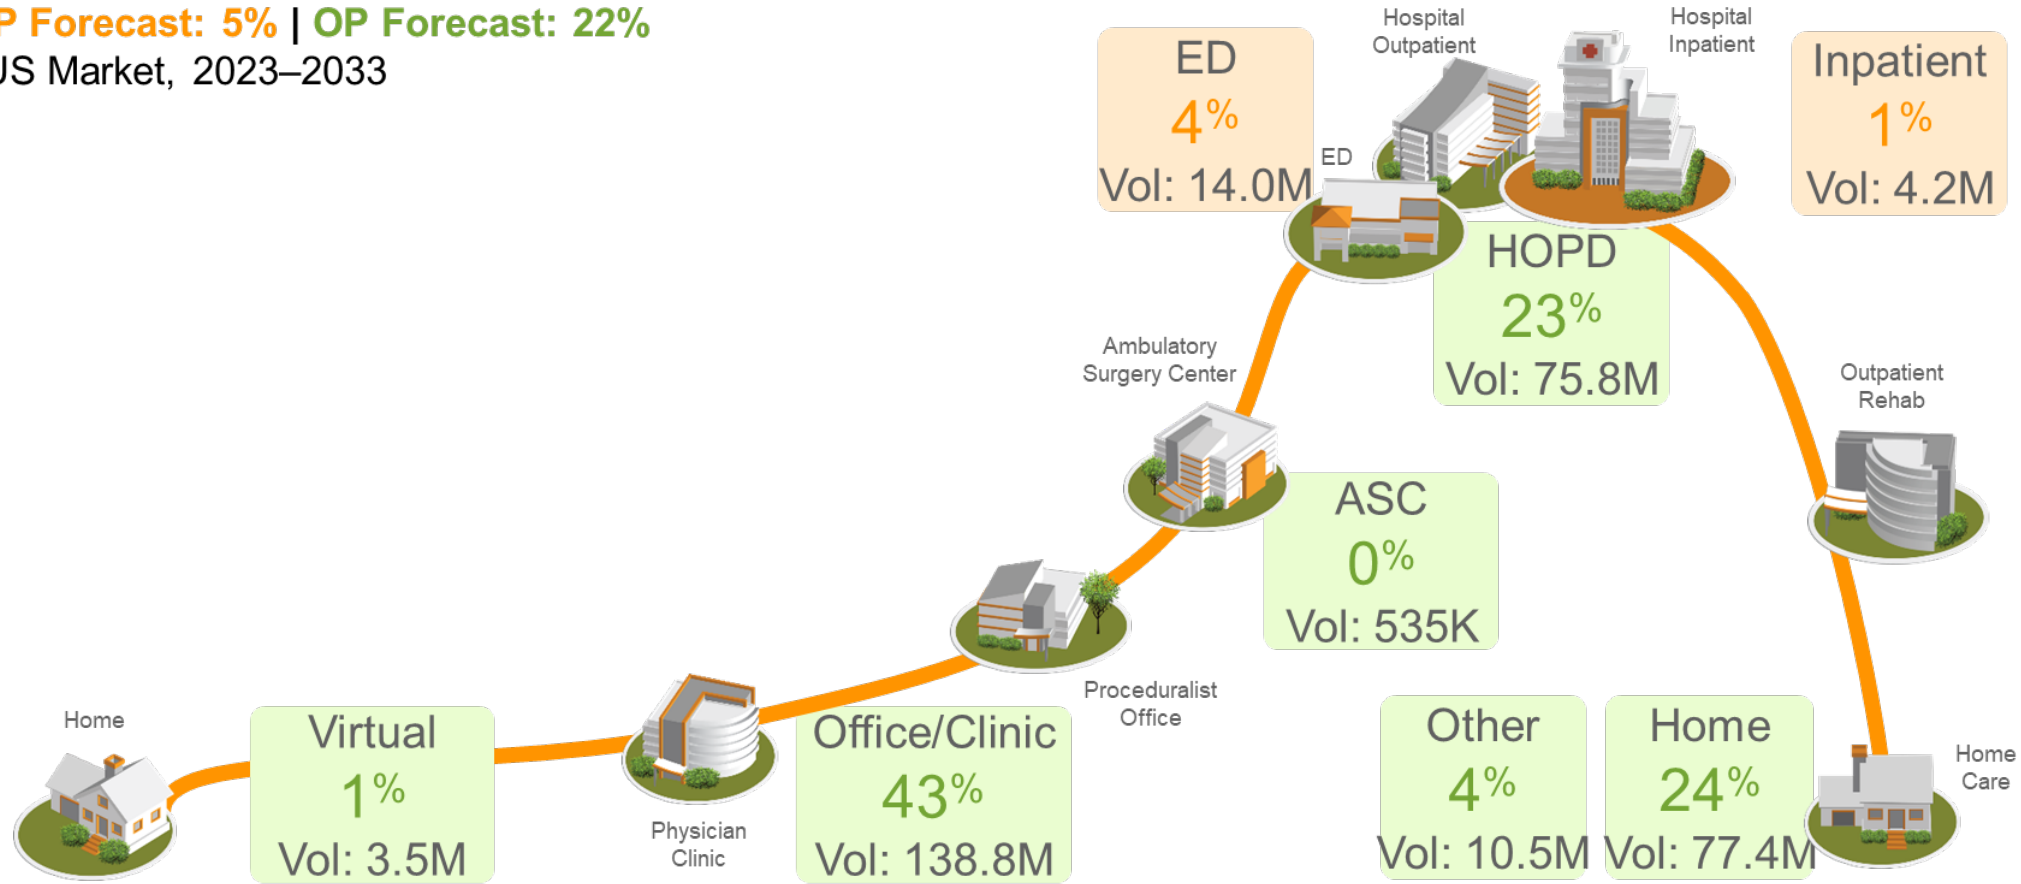 P Forecast: 5% | OP Forecast: 22%
US Market, 2023–2033
Hospital
Outpatient
Hospital
Inpatient
ED
4%
Vol: 14.0M
ED
Inpatient
1%
Vol: 4.2M
HOPD
23%
Vol: 75.8M
Ambulatory
Surgery Center
Outpatient
Rehab
ASC
0%
Vol: 535K
Proceduralist
Office
Home
Virtual
1%
Vol: 3.5M
Physician
Clinic
Office/Clinic
43%
Vol: 138.8M
Other
4%
Vol: 10.5M
Home
24%
Vol: 77.4M
Home
Care